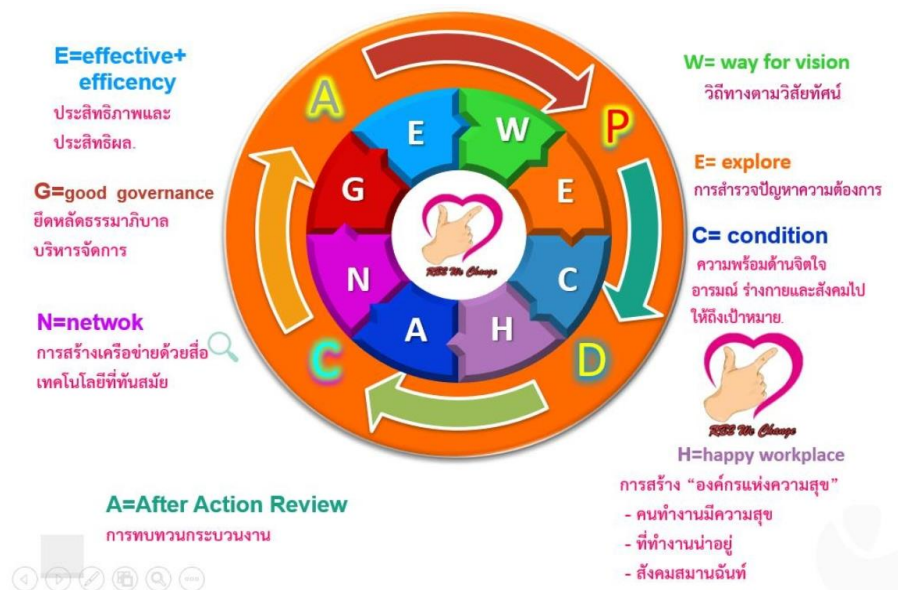 E=effective+
efficency
ประสิทธิภาพและ
ประสิทธิผล.
G=good governance
ยึดหลัดธรรมาภิบาล
บริหารจัดการ
N=netwok
การสร้างเครือข่ายด้วยสื่อ
เทคโนโลยีที่ทันสมัย
A=After Action Review
การทบทวนกระบวนงาน
A
P
D
C
E
W
E
C
H
A
N
G
RBE We Change
W= way for vision
วิถีทางตามวิสัยทัศน์
E= explore
การสำรวจปัญหาความต้องการ
C= condition
ความพร้อมด้านจิตใจ
อารมณ์ ร่างกายและสังคมไป
ให้ถึงเป้าหมาย.
RBE We Change
H=happy workplace
การสร้าง “องค์กรแห่งความสุข”
- คนทำงานมีความสุข
- ที่ทำงานน่าอยู่
- สังคมสมานฉันท์